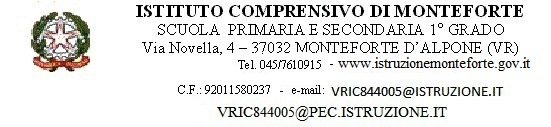 ISTITUTO COMPRENSIVO DI MONTEFORTE
SCUOLA PRIMARIA E SECONDARIA 1° GRADO
Via Novella, 4 – 37032 MONTEFORTE D'ALPONE (VR)
Tel. 045/7610915 - www.istruzionemonteforte.gov.it
C.F.: 92011580237 - e-mail: VRIC844005@ISTRUZIONE.IT
VRIC844005@PEC.ISTRUZIONE.IT